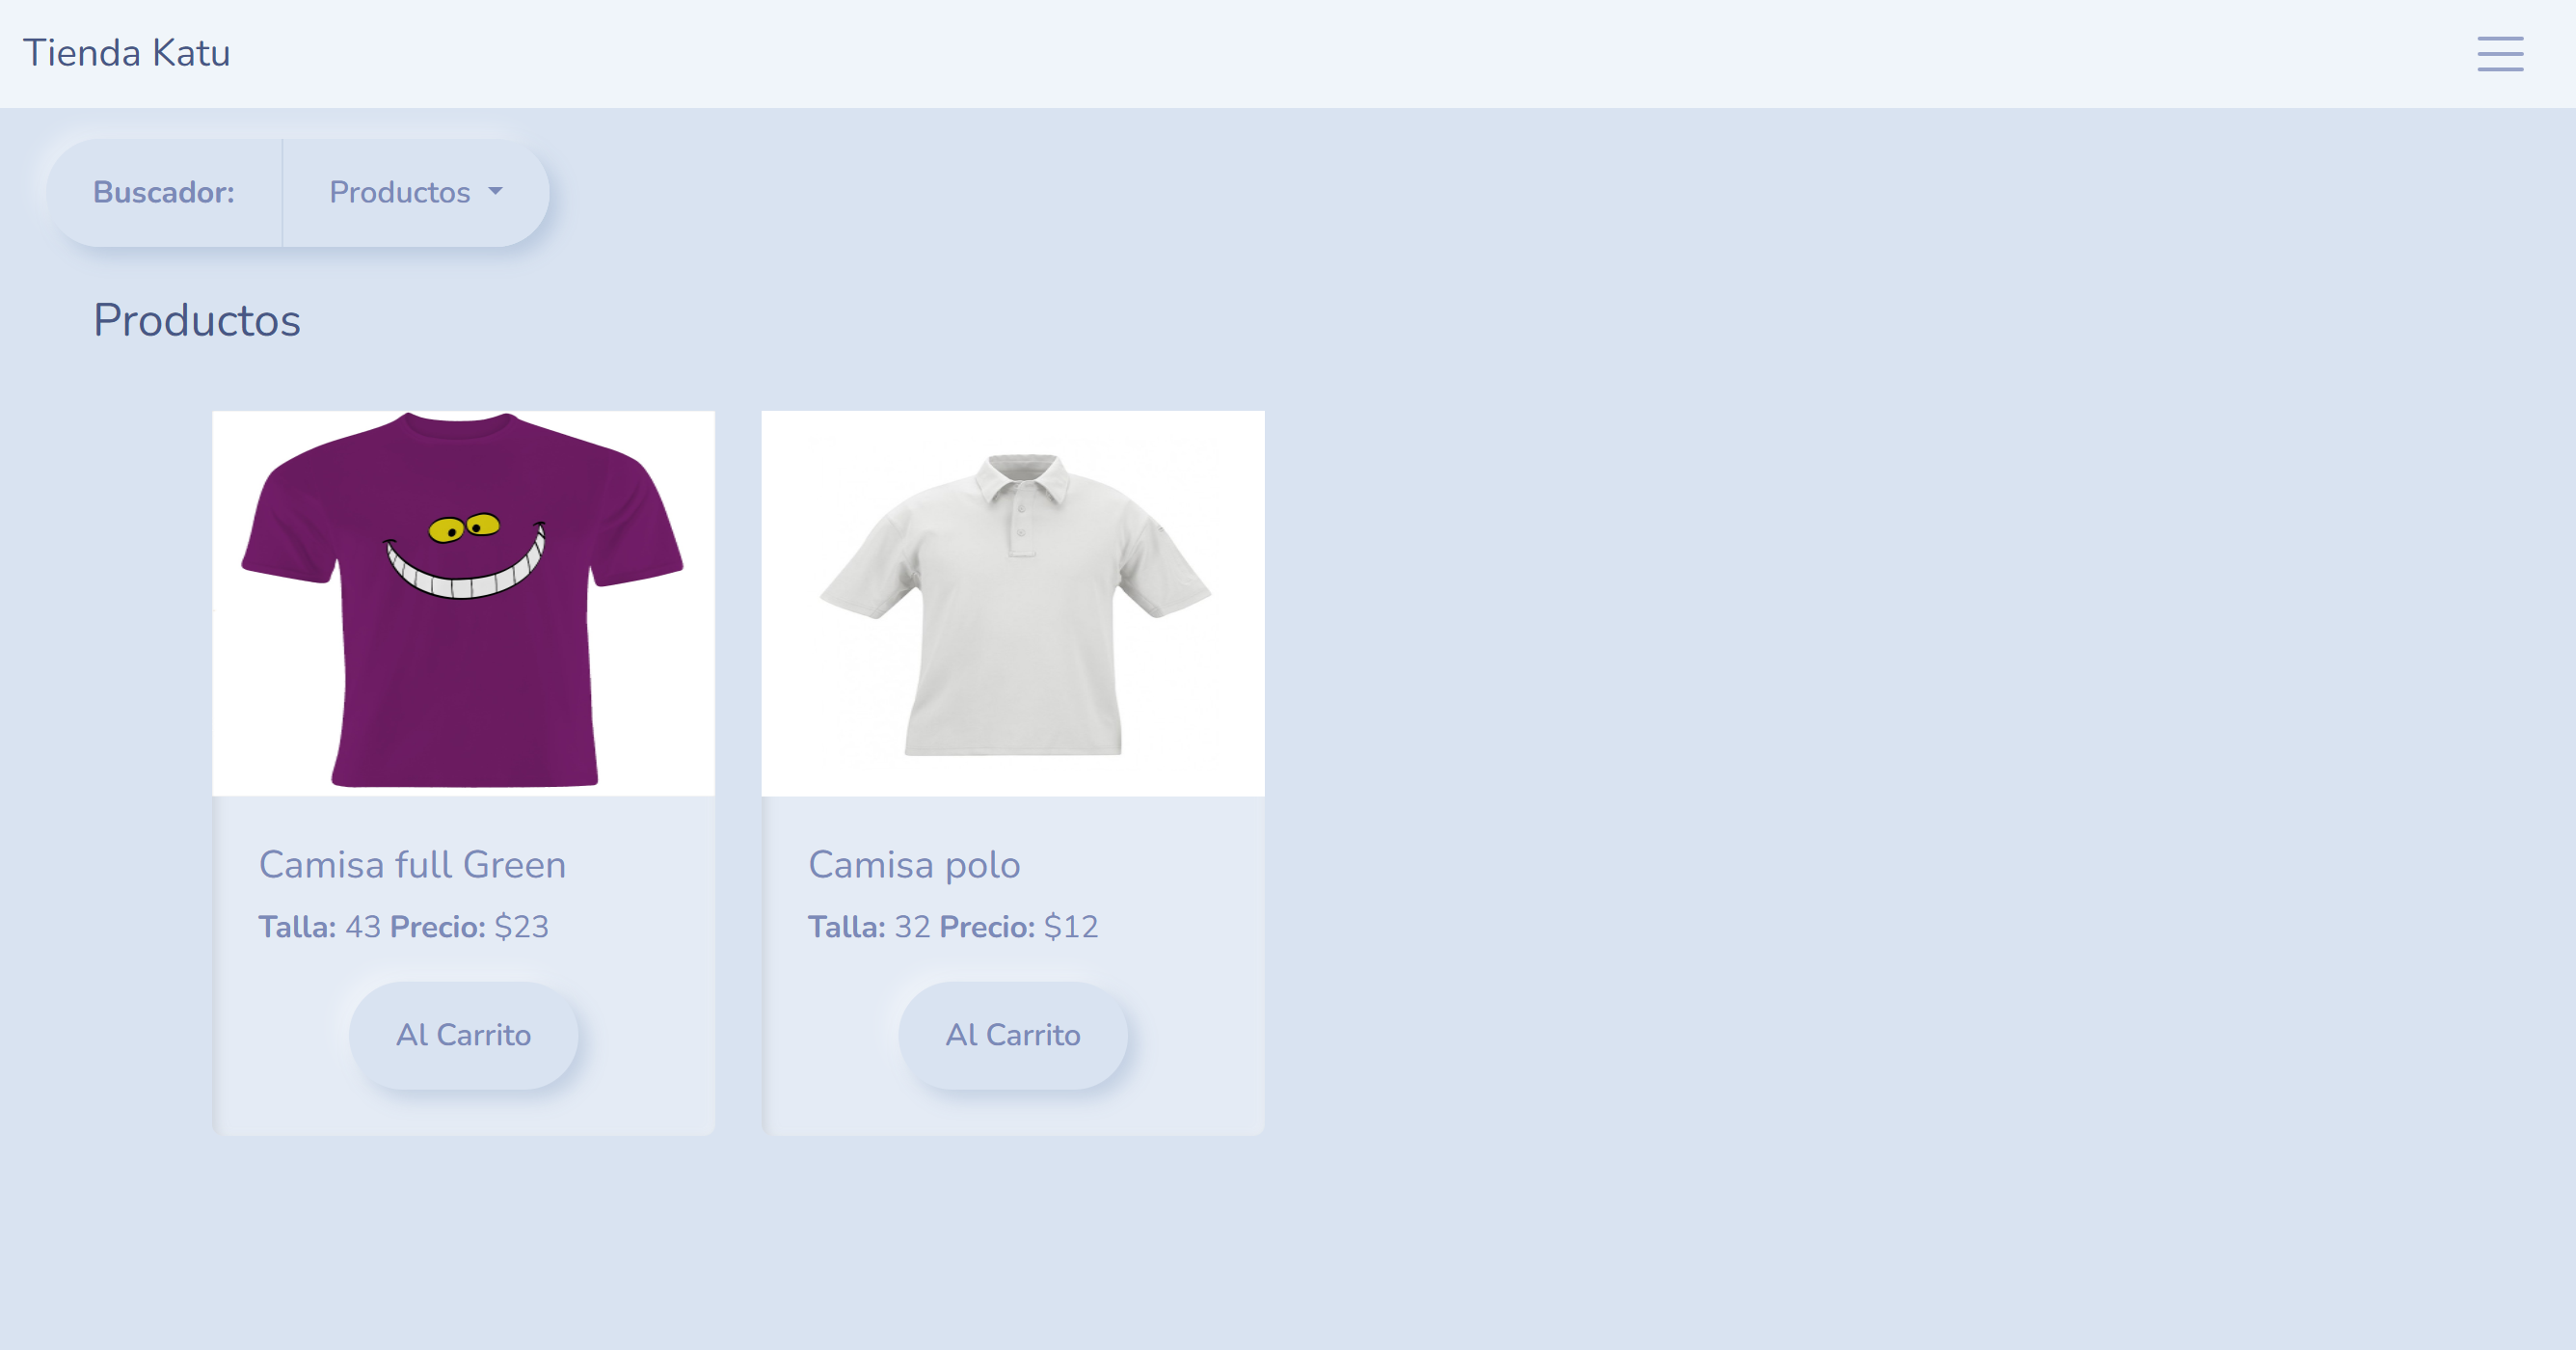 Tienda Katu
Buscador:
Productos
Productos
Camisa full Green
Talla: 43 Precio: $23
Al Carrito
Camisa polo
Talla: 32 Precio: $12
Al Carrito